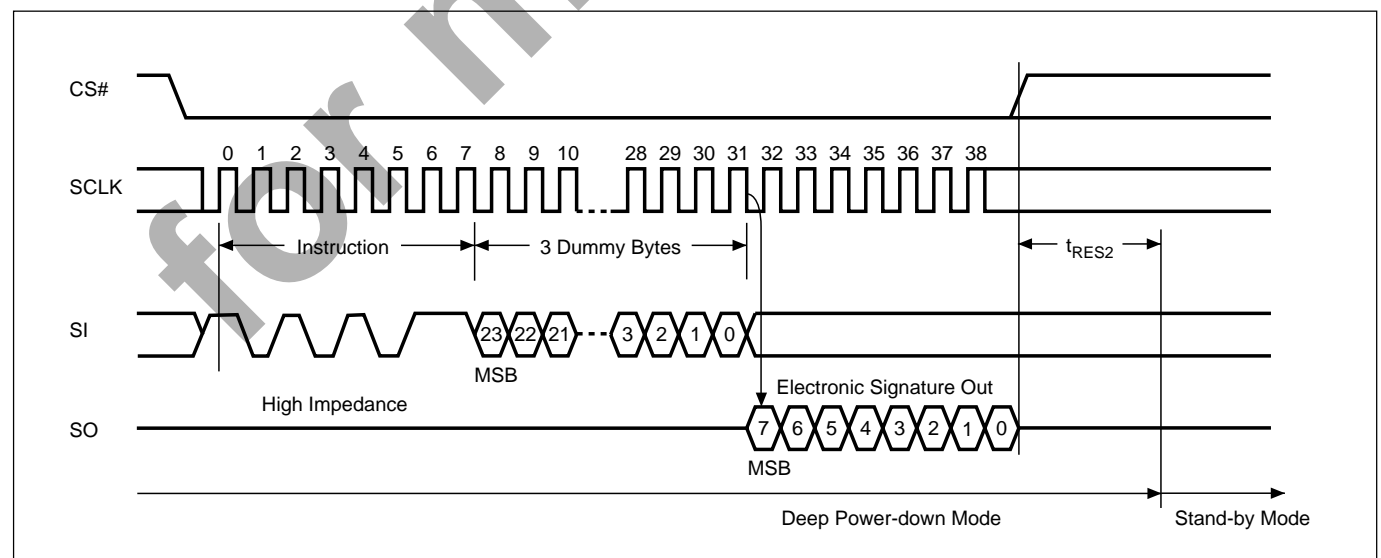 for m
CS#
0 1 2 3 4 5 6 7 8 9 10 28 29 30 31 32 33 34 35 36 37 38
SCLK
Instruction 3 Dummy Bytes tRES2
SI
23 22 21 3 2 1 0
MSB
High Impedance
Electronic Signature Out
SO
7 6 5 4 3 2 1 0
MSB
Deep Power-down Mode Stand-by Mode